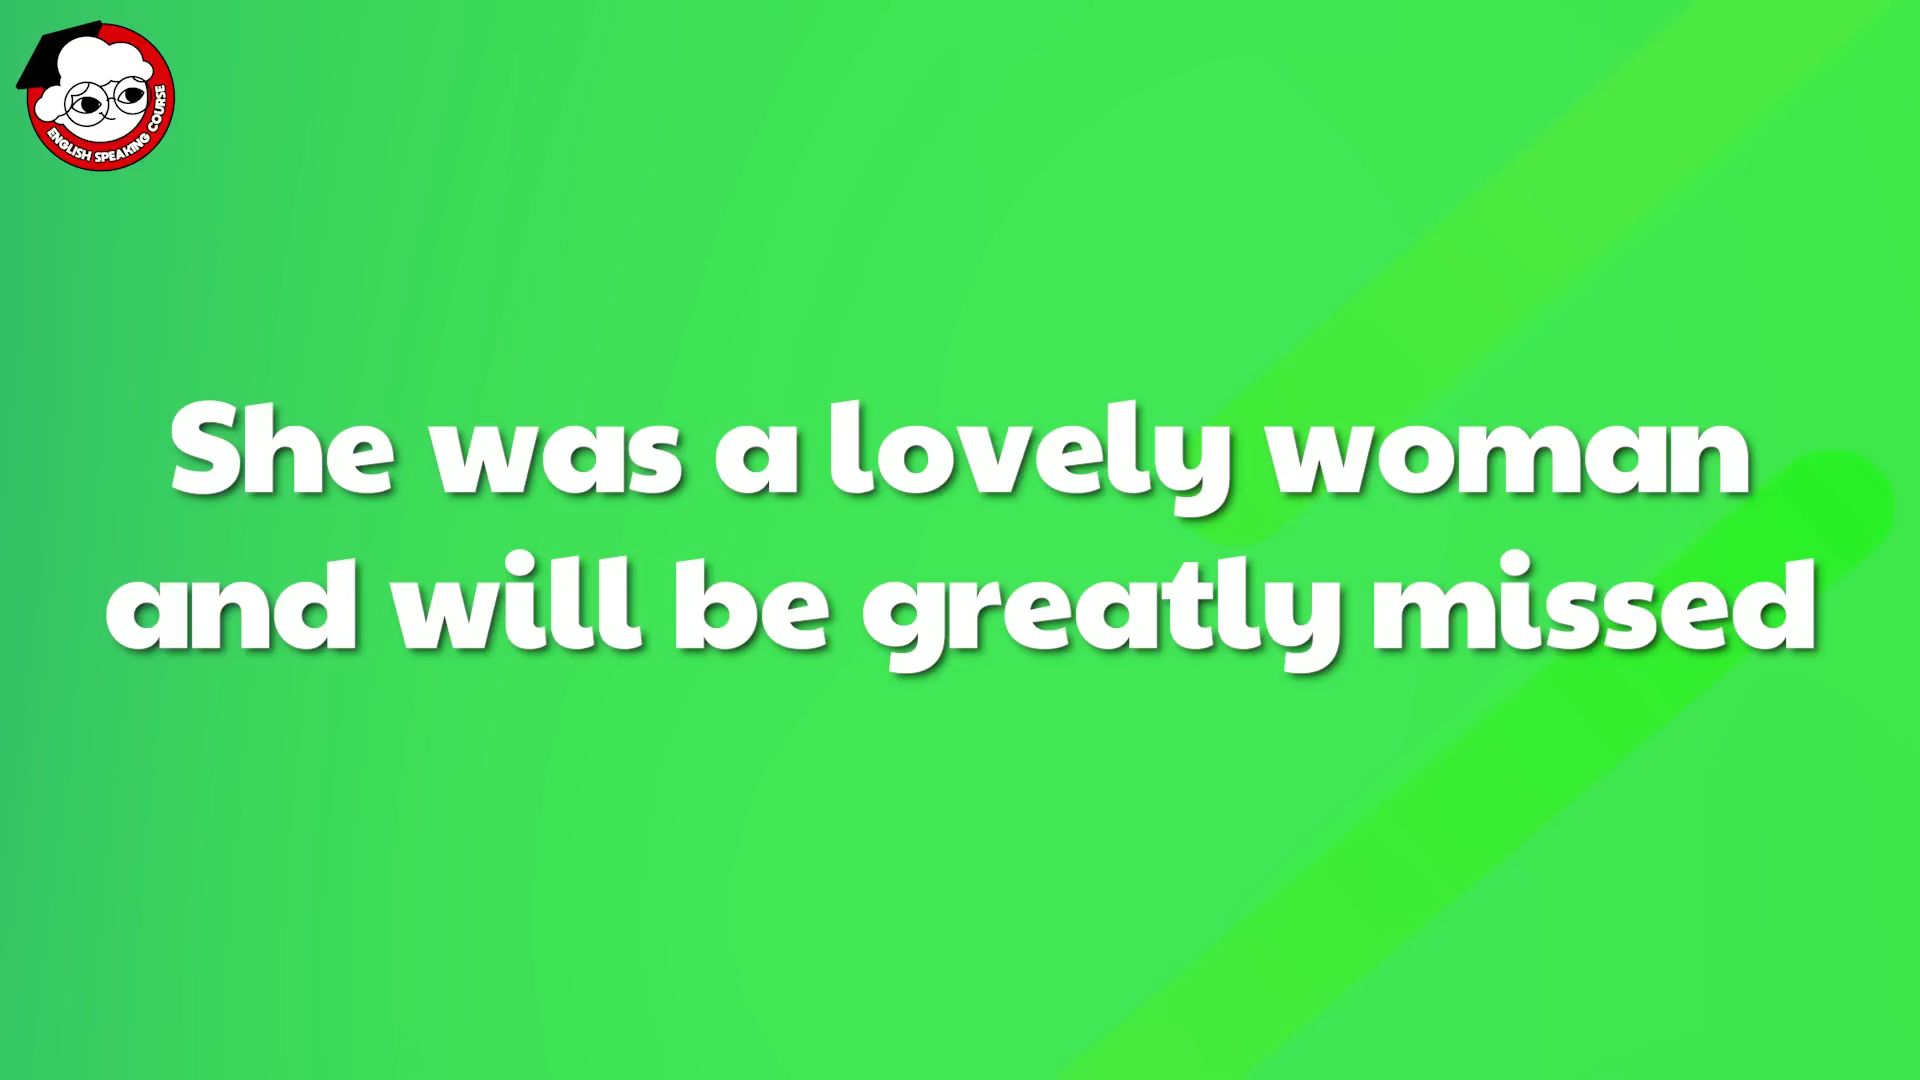 ENGLISH SPEAKING COURSE
She was a lovely woman
and will be greatly missed